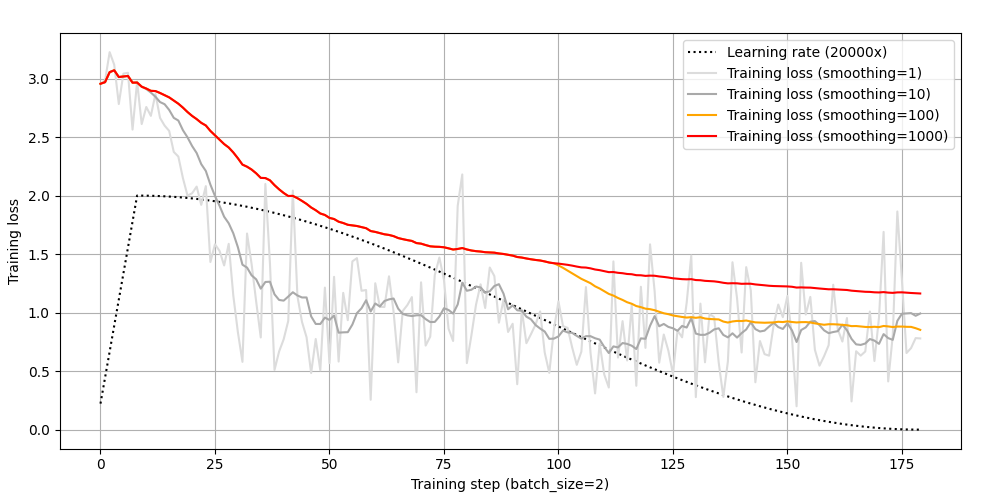 Learning rate (20000x)
Training loss (smoothing=1)
Training loss (smoothing=10)
Training loss (smoothing=100)
Training loss (smoothing=1000)
Training loss
3.0
2.5
2.0
1.5
1.0
0.5
0.0
0 25 50 75 100 125 150 175
Training step (batch_size=2)